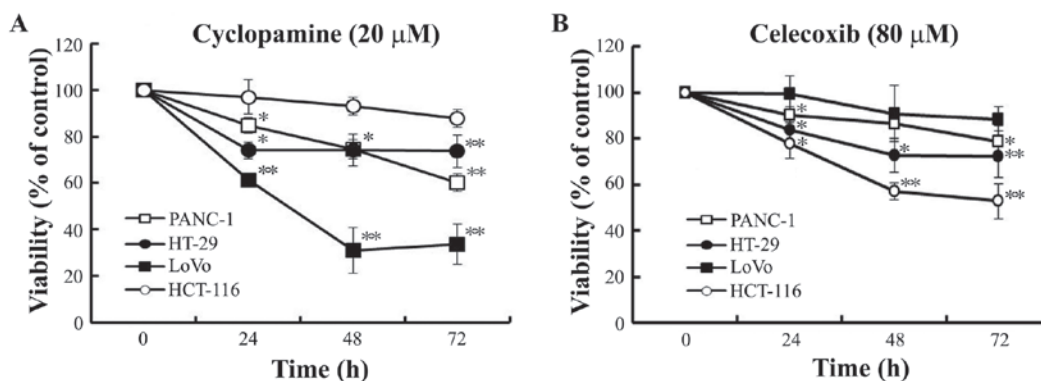 A
Cyclopamine (20 μM)
Viability (% of control)
120
100
80
60
40
20
0
*
*
**
*
**
**
**
**
PANC-1
HT-29
LoVo
HCT-116
0
24
48
72
Time (h)
B
Celecoxib (80 μM)
Viability (% of control)
120
100
80
60
40
20
0
*
*
*
*
**
*
**
**
PANC-1
HT-29
LoVo
HCT-116
0
24
48
72
Time (h)